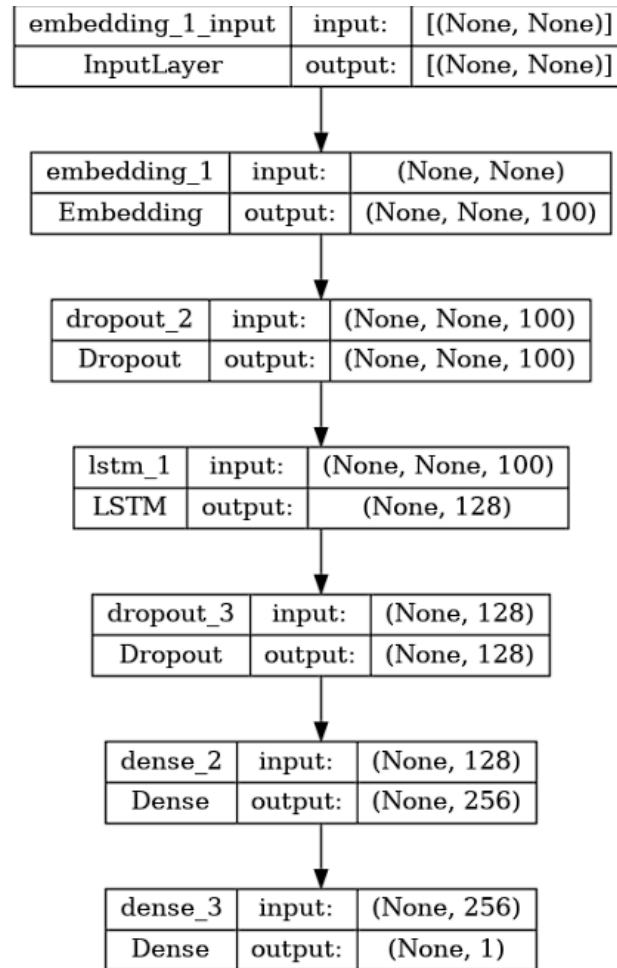 embedding_1_input input: [(None, None)]
InputLayer output: [(None, None)]
embedding_1 input: (None, None)
Embedding output: (None, None, 100)
dropout_2 input: (None, None, 100)
Dropout output: (None, None, 100)
lstm_1 input: (None, None, 100)
LSTM output: (None, 128)
dropout_3 input: (None, 128)
Dropout output: (None, 128)
dense_2 input: (None, 128)
Dense output: (None, 256)
dense_3 input: (None, 256)
Dense output: (None, 1)